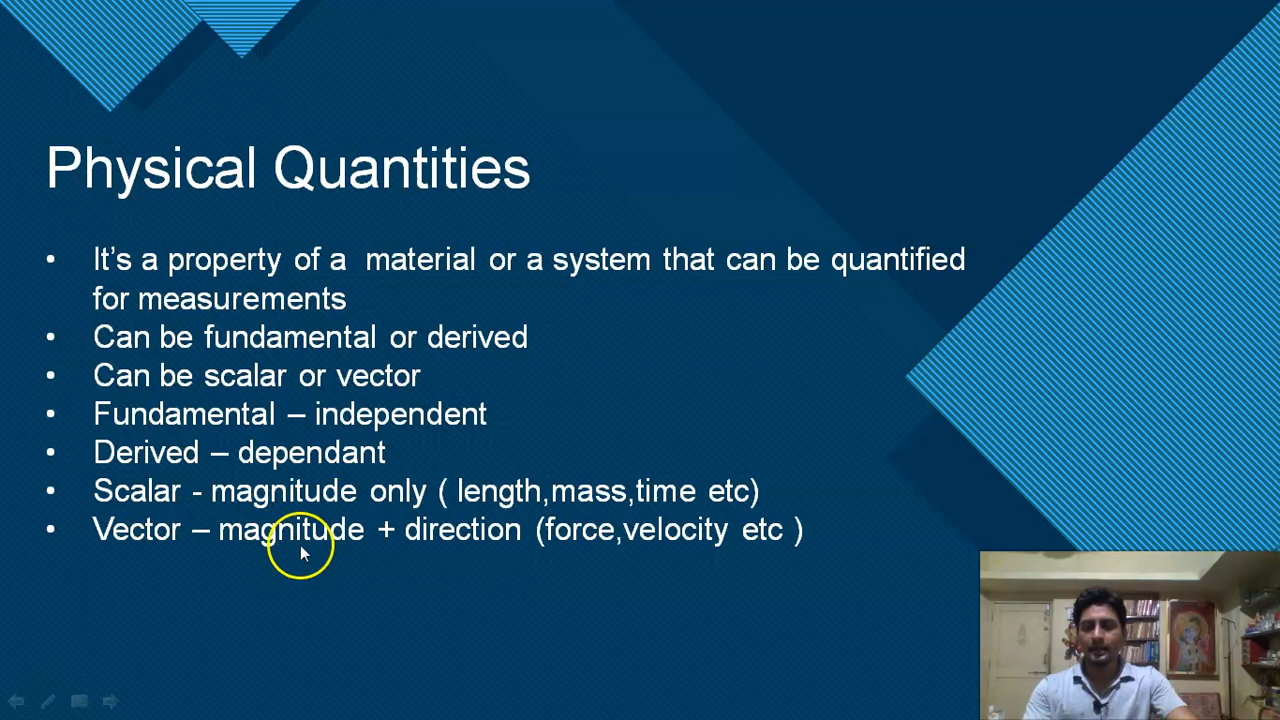 Physical Quantities
• It’s a property of a material or a system that can be quantified
for measurements
• Can be fundamental or derived
• Can be scalar or vector
• Fundamental – independent
• Derived – dependant
• Scalar - magnitude only ( length,mass,time etc)
• Vector – magnitude + direction (force,velocity etc )